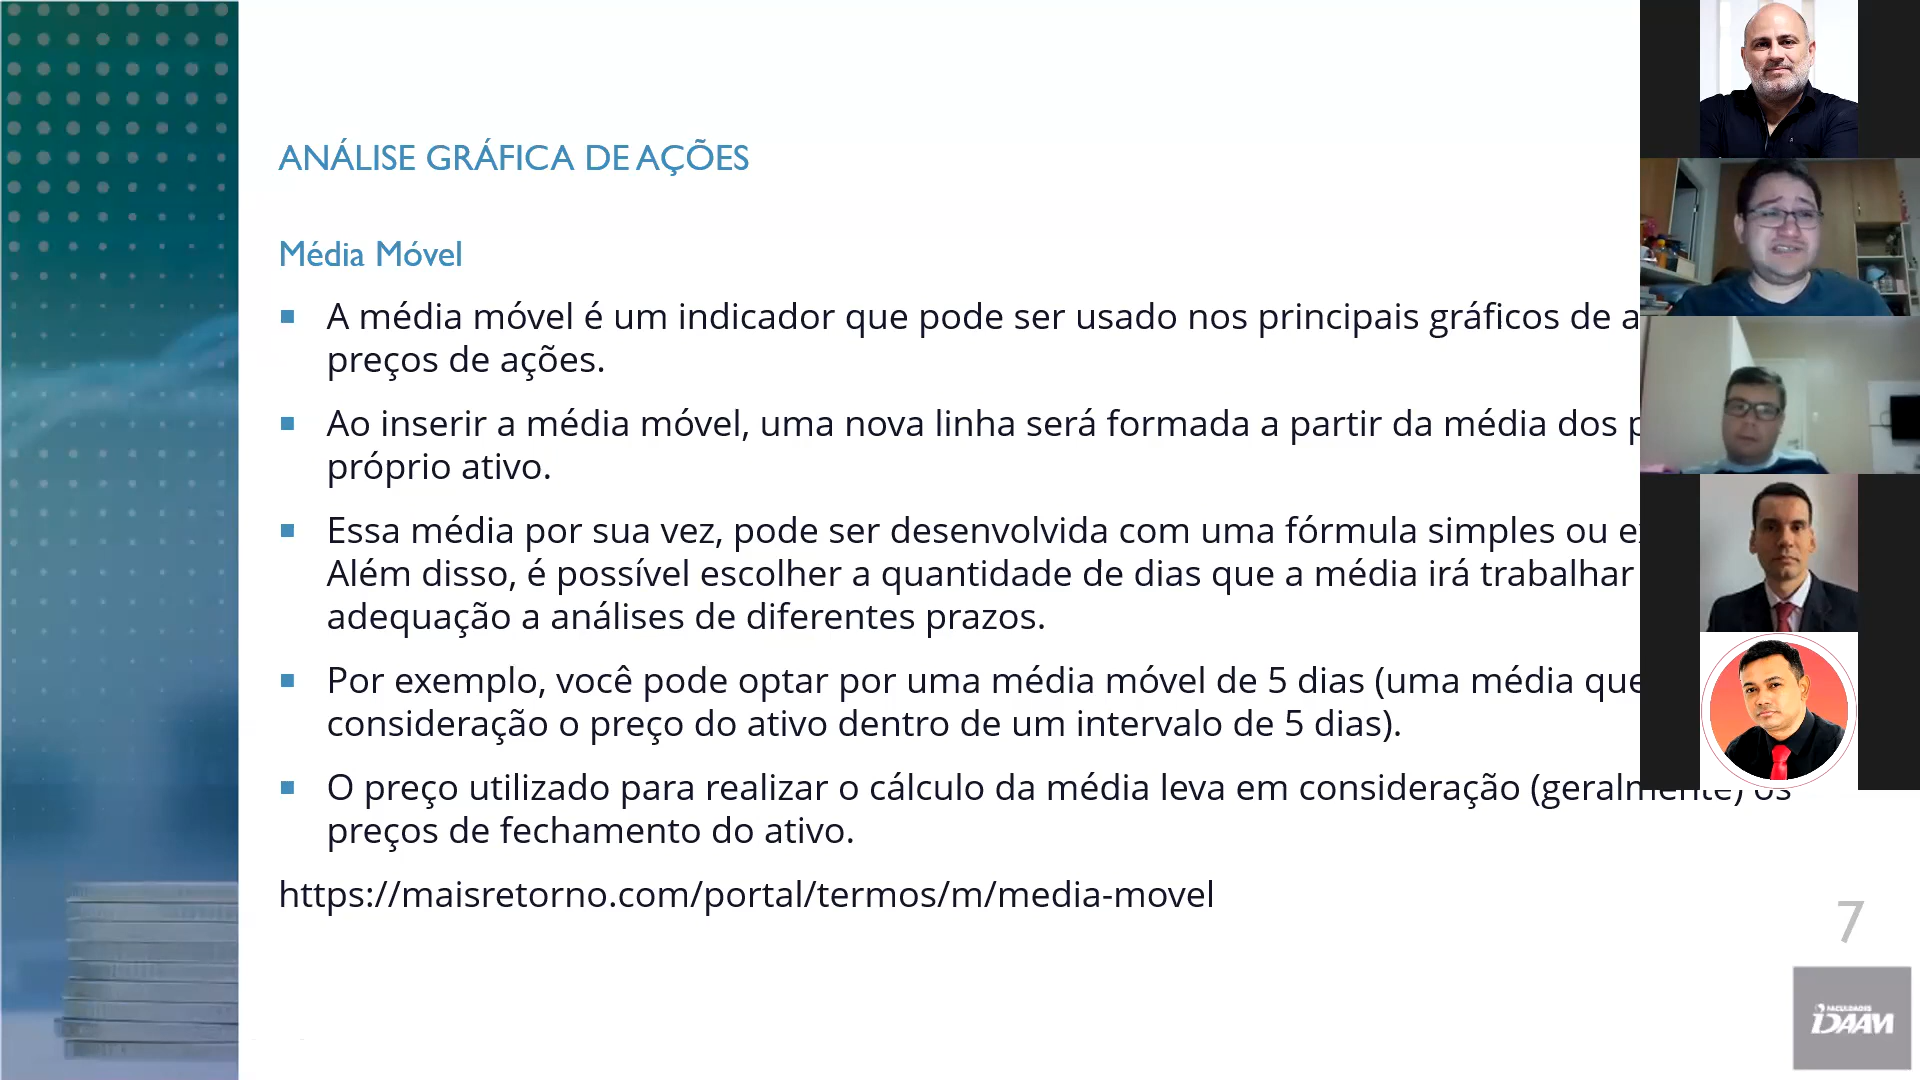 ANÁLISE GRÁFICA DE AÇÕES
Média Móvel
A média móvel é um indicador que pode ser usado nos principais gráficos de
preços de ações.
Ao inserir a média móvel, uma nova linha será formada a partir da média dos
próprio ativo.
Essa média por sua vez, pode ser desenvolvida com uma fórmula simples ou
Além disso, é possível escolher a quantidade de dias que a média irá trabalhar
adequação a análises de diferentes prazos.
Por exemplo, você pode optar por uma média móvel de 5 dias (uma média que
consideração o preço do ativo dentro de um intervalo de 5 dias).
O preço utilizado para realizar o cálculo da média leva em consideração (geralmente) os
preços de fechamento do ativo.
https://maisretorno.com/portal/termos/m/media-movel
7
FACULDADES
IDAAM